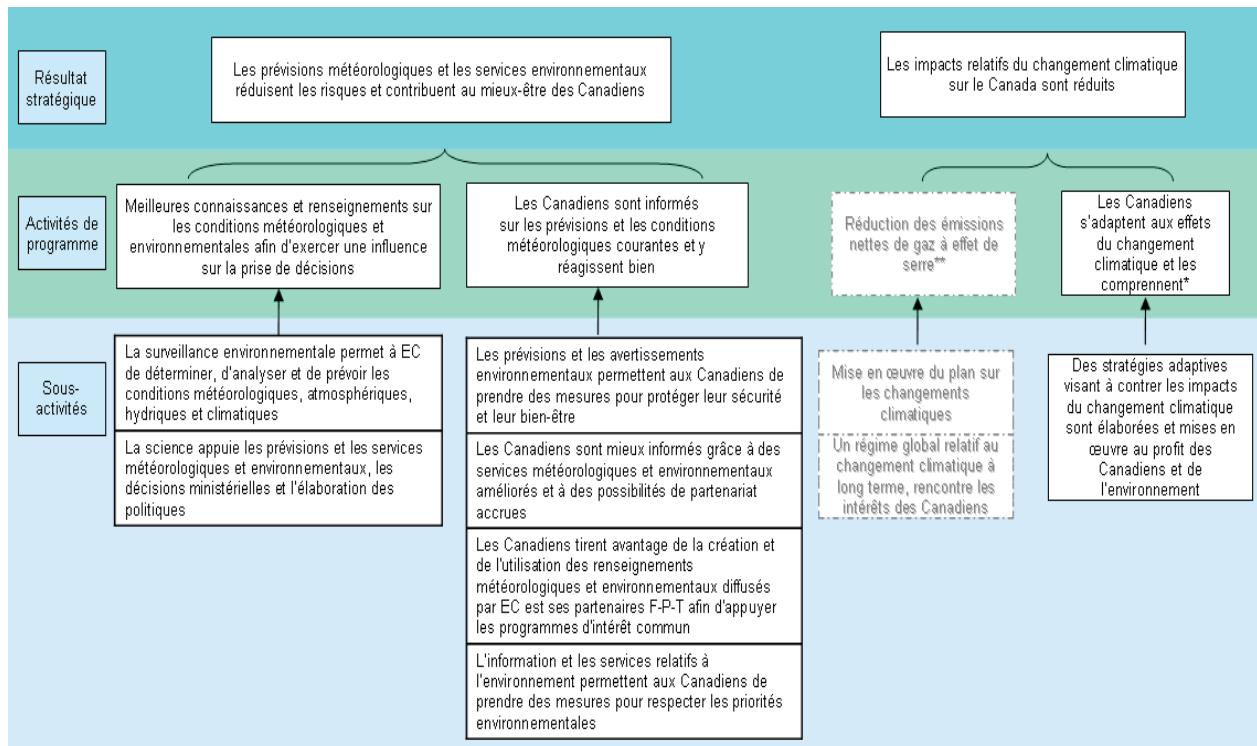 Résultat
stratégique
Les prévisions météorologiques et les services environnementaux
réduisent les risques et contribuent au mieux-être des Canadiens
Les impacts relatifs du changement climatique
sur le Canada sont réduits
Activités de
programme
Meilleures connaissances et renseignements sur
les conditions météorologiques et
environnementales afin d'exercer une influence
sur la prise de décisions
Les Canadiens sont informés
sur les prévisions et les conditions
météorologiques courantes et y
réagissent bien
Réduction des émissions
nettes de gaz à effet de
serre**
Les Canadiens
s'adaptent aux effets
du changement
climatique et les
comprennent*
Sous-
activités
La surveillance environnementale permet à EC
de déterminer, d'analyser et de prévoir les
conditions météorologiques, atmosphériques,
hydriques et climatiques
La science appuie les prévisions et les services
météorologiques et environnementaux, les
décisions ministérielles et l'élaboration des
politiques
Les prévisions et les avertissements
environnementaux permettent aux Canadiens de
prendre des mesures pour protéger leur sécurité
et leur bien-être
Les Canadiens sont mieux informés grâce à des
services météorologiques et environnementaux
améliorés et à des possibilités de partenariat
accrues
Les Canadiens tirent avantage de la création et
de l'utilisation des renseignements
météorologiques et environnementaux diffusés
par EC est ses partenaires F-P-T afin d'appuyer
les programmes d'intérêt commun
L'information et les services relatifs à
l'environnement permettent aux Canadiens de
prendre des mesures pour respecter les priorités
environnementales
Mise en œuvre du plan sur
les changements
climatiques
Un régime global relatif au
changement climatique à
long terme, rencontre les
intérêts des Canadiens
Des stratégies adaptives
visant à contrer les impacts
du changement climatique
sont élaborées et mises en
œuvre au profit des
Canadiens et de
l'environnement